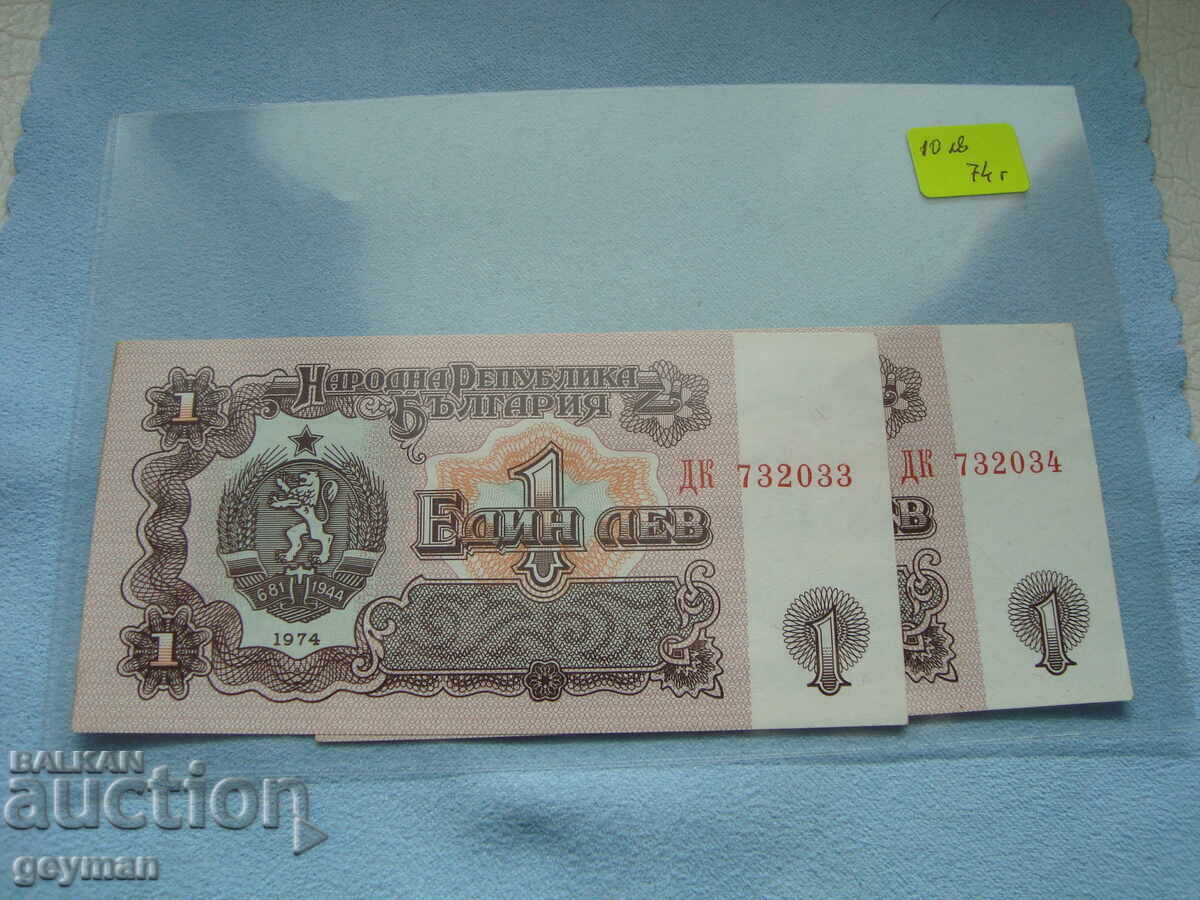 10 лв
74 г
НАРОДНА РЕПУБЛИКА
БЪЛГАРИЯ
1
1
ЕДИН ЛЕВ
ДК 732033
681 1944
1974
1
1
ДК 732034
ЕВ
1
BALKAN
auction
geyman